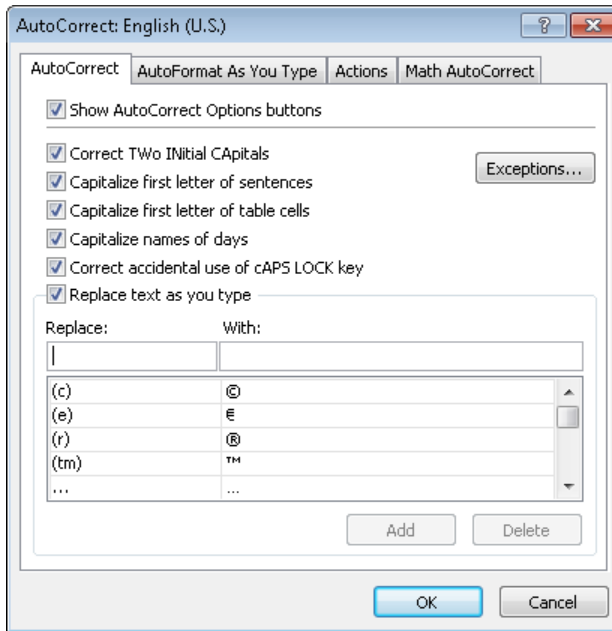 AutoCorrect: English (U.S.)
AutoCorrect AutoFormat As You Type Actions Math AutoCorrect
Show AutoCorrect Options buttons
Correct TWo INitial CApitals
Exceptions...
Capitalize first letter of sentences
Capitalize first letter of table cells
Capitalize names of days
Correct accidental use of cAPS LOCK key
Replace text as you type
Replace: With:
(c) ©
(e) €
(r) ®
(tm) ™
... …
Add Delete
OK Cancel